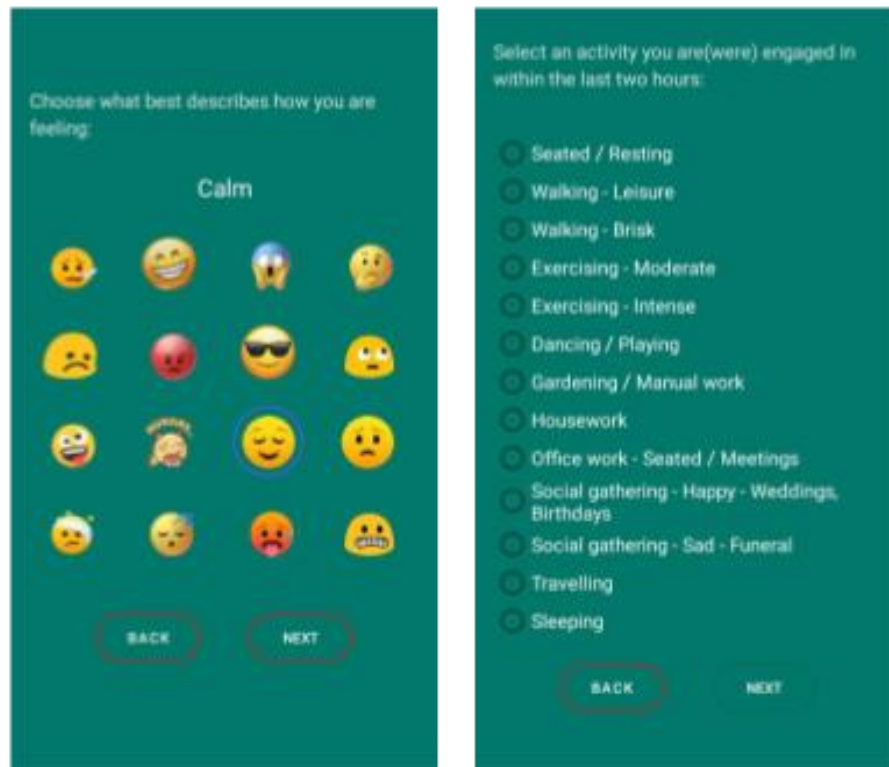 Choose what best describes how you are
feeling:
Calm
BACK
NEXT
Select an activity you are(were) engaged in
within the last two hours:
Seated / Resting
Walking - Leisure
Walking - Brisk
Exercising - Moderate
Exercising - Intense
Dancing / Playing
Gardening / Manual work
Housework
Office work - Seated / Meetings
Social gathering - Happy - Weddings,
Birthdays
Social gathering - Sad - Funeral
Travelling
Sleeping
BACK
NEXT